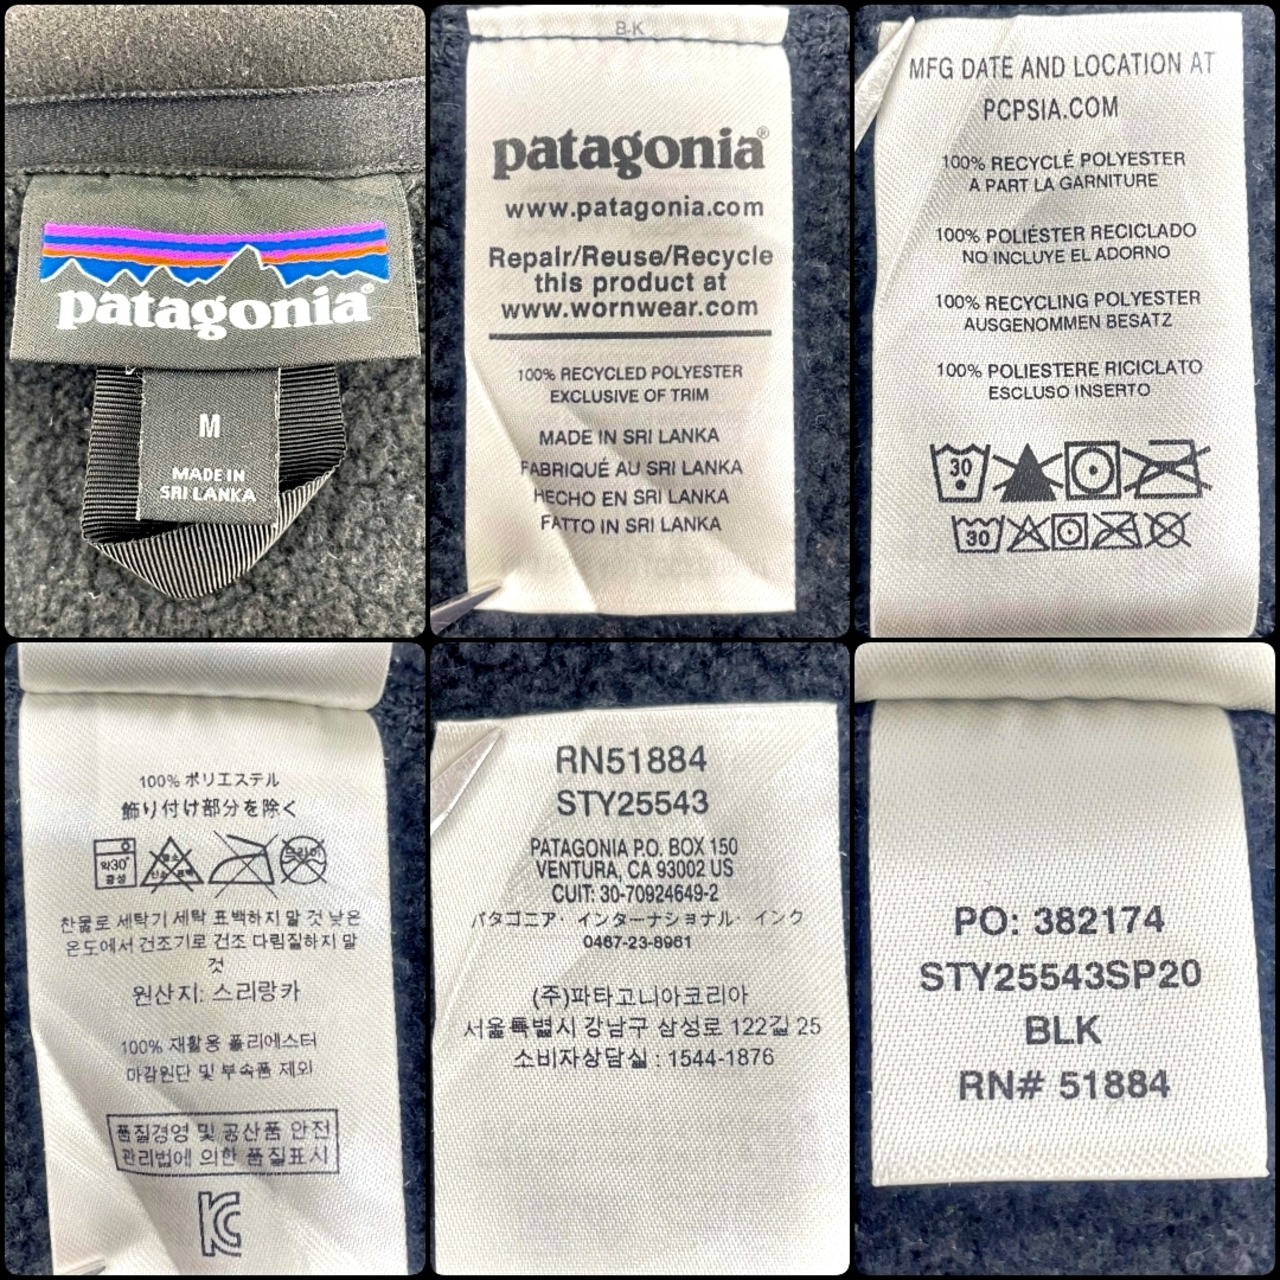 patagonia®
M
MADE IN
SRI LANKA
patagonia®
www.patagonia.com
Repair/Reuse/Recycle
this product at
www.wornwear.com
100% RECYCLED POLYESTER
EXCLUSIVE OF TRIM
MADE IN SRI LANKA
FABRIQUÉ AU SRI LANKA
HECHO EN SRI LANKA
FATTO IN SRI LANKA
MFG DATE AND LOCATION AT
PCPSIA.COM
100% RECYCLÉ POLYESTER
A PART LA GARNITURE
100% POLIÉSTER RECICLADO
NO INCLUYE EL ADORNO
100% RECYCLING POLYESTER
AUSGENOMMEN BESATZ
100% POLIESTERE RICICLATO
ESCLUSO INSERTO
30
30
100% ポリエステル
飾り付け部分を除く
약30°
중성
찬물로 세탁기 세탁 표백하지 말 것 낮은
온도에서 건조기로 건조 다림질하지 말
것
원산지: 스리랑카
100% 재활용 폴리에스터
마감원단 및 부속품 제외
품질경영 및 공산품 안전
관리법에 의한 품질표시
RN51884
STY25543
PATAGONIA P.O. BOX 150
VENTURA, CA 93002 US
CUIT: 30-70924649-2
パタゴニア・インターナショナル・インク
0467-23-8961
(주)파타고니아코리아
서울특별시 강남구 삼성로 122길 25
소비자상담실 : 1544-1876
PO: 382174
STY25543SP20
BLK
RN# 51884